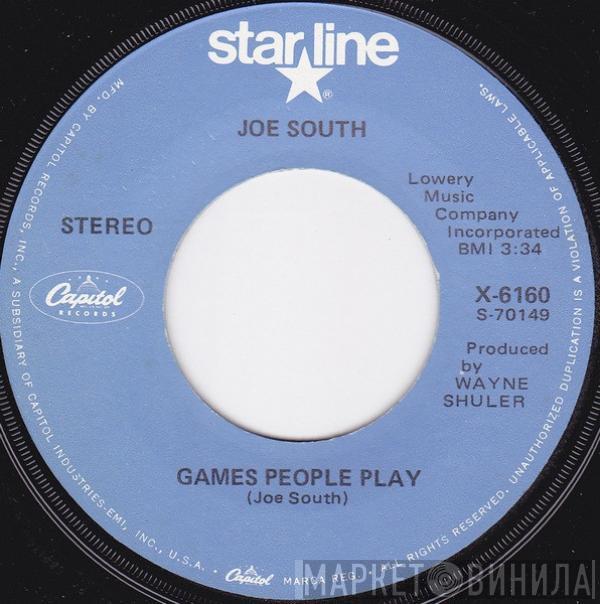 starline
®
JOE SOUTH
STEREO
Lowery
Music
Company
Incorporated
BMI 3:34
Capitol
RECORDS
®
X-6160
S-70149
Produced
by
WAYNE
SHULER
GAMES PEOPLE PLAY
(Joe South)
MFD. BY CAPITOL RECORDS, INC., A SUBSIDIARY OF CAPITOL INDUSTRIES-EMI, INC., U.S.A. • Capitol MARCA REG. • ALL RIGHTS RESERVED. UNAUTHORIZED DUPLICATION IS A VIOLATION OF APPLICABLE LAWS.
МАРКЕТ ВИНИЛА